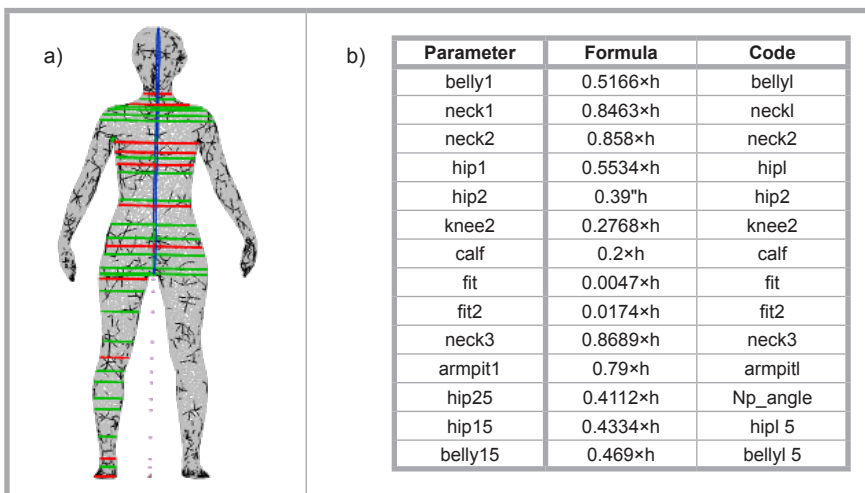 a)
b)
Parameter Formula Code
belly1 0.5166×h bellyl
neck1 0.8463×h neckl
neck2 0.858×h neck2
hip1 0.5534×h hipl
hip2 0.39"h hip2
knee2 0.2768×h knee2
calf 0.2×h calf
fit 0.0047×h fit
fit2 0.0174×h fit2
neck3 0.8689×h neck3
armpit1 0.79×h armpitl
hip25 0.4112×h Np_angle
hip15 0.4334×h hipl 5
belly15 0.469×h bellyl 5